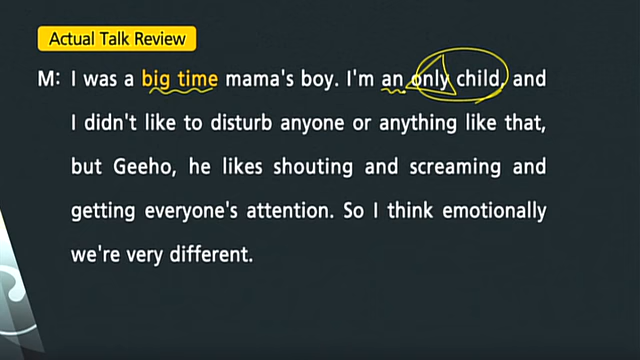 Actual Talk Review
M: I was a big time mama's boy. I'm an only child, and
I didn't like to disturb anyone or anything like that,
but Geeho, he likes shouting and screaming and
getting everyone's attention. So I think emotionally
we're very different.